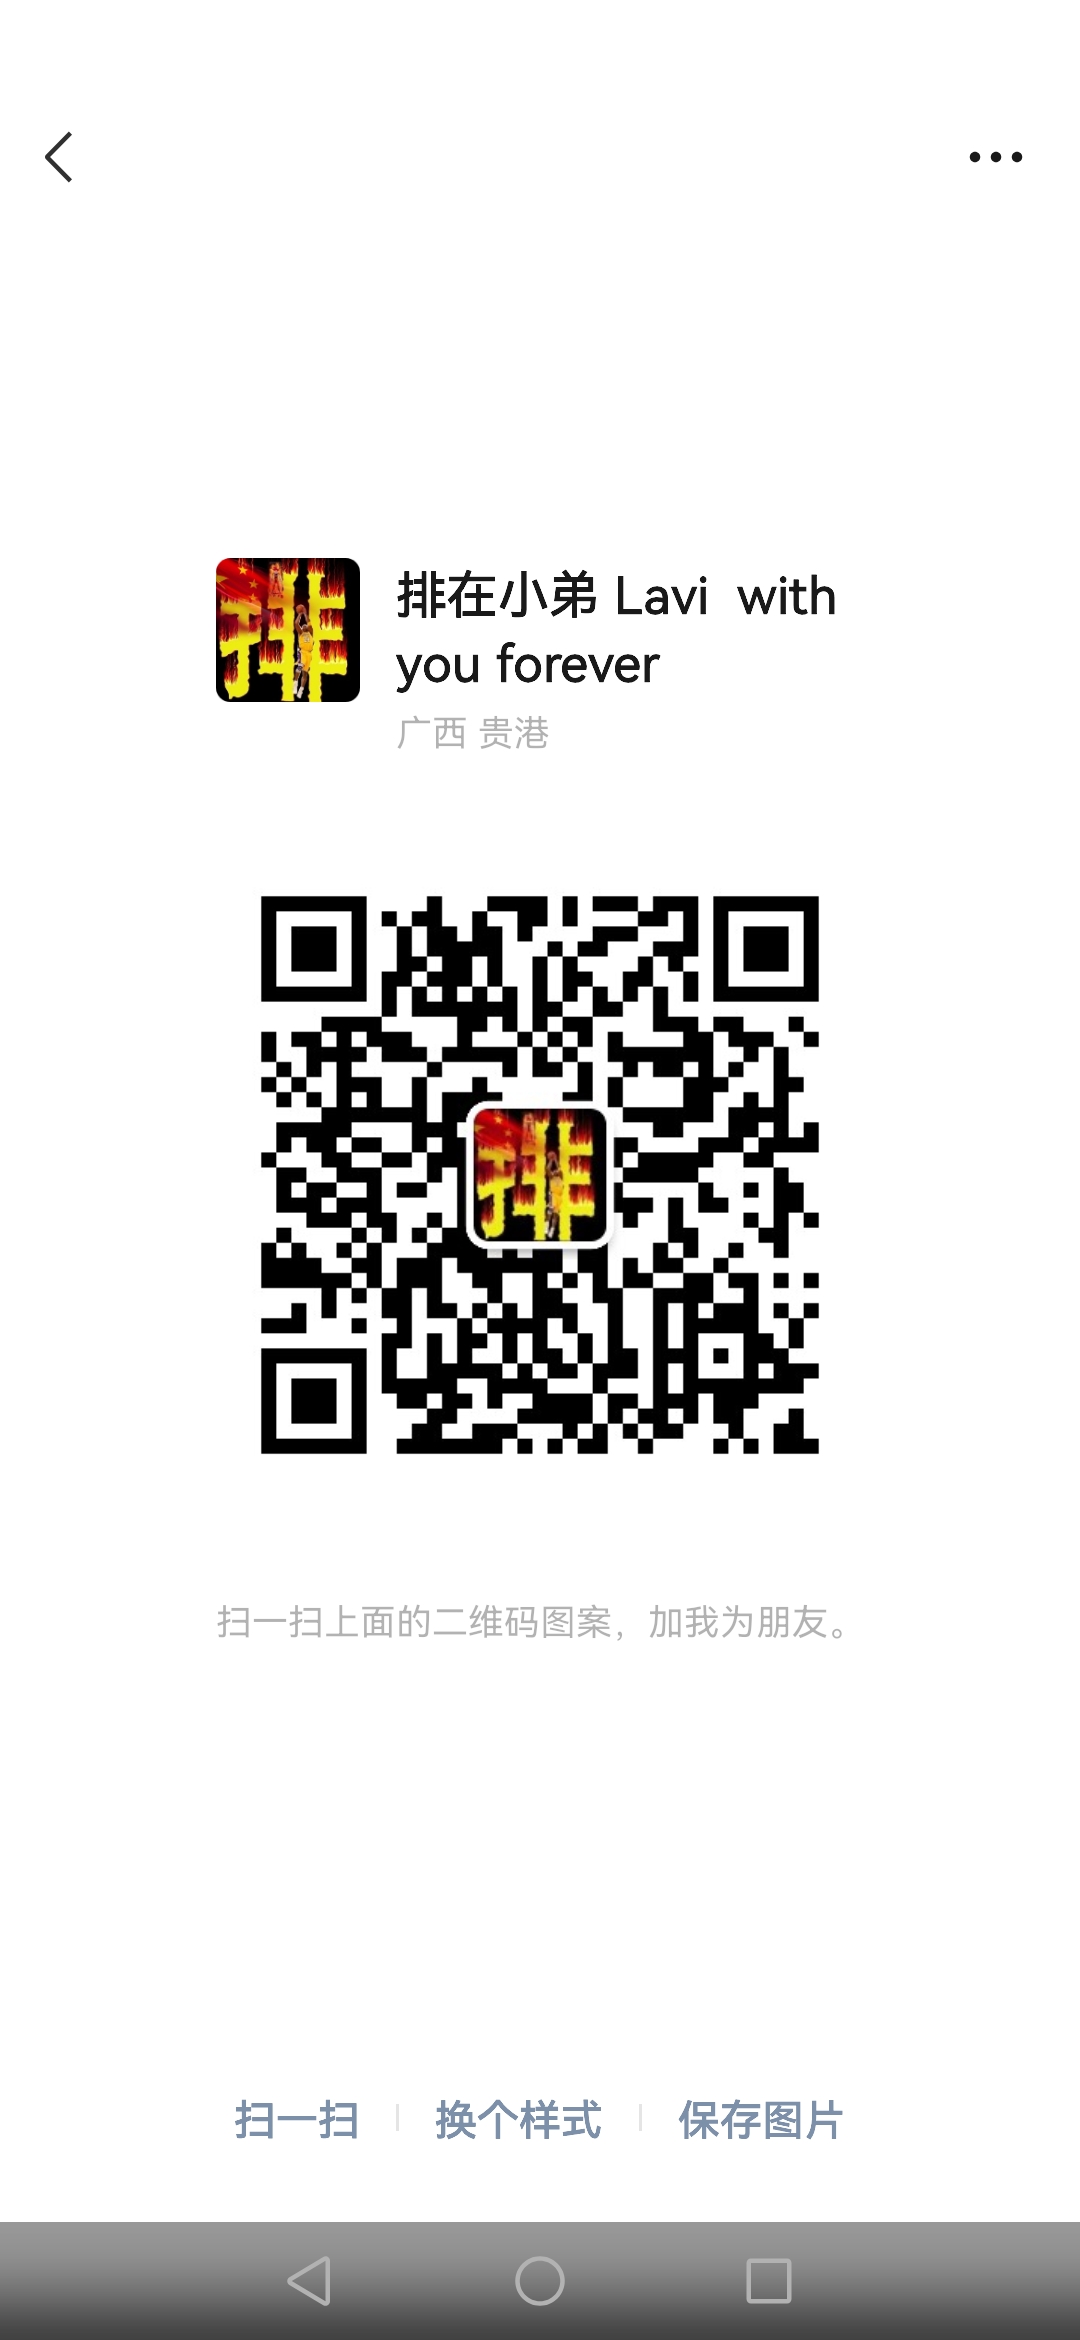 排
排在小弟 Lavi  with
you forever
广西 贵港
排
扫一扫上面的二维码图案，加我为朋友。
扫一扫 换个样式 保存图片